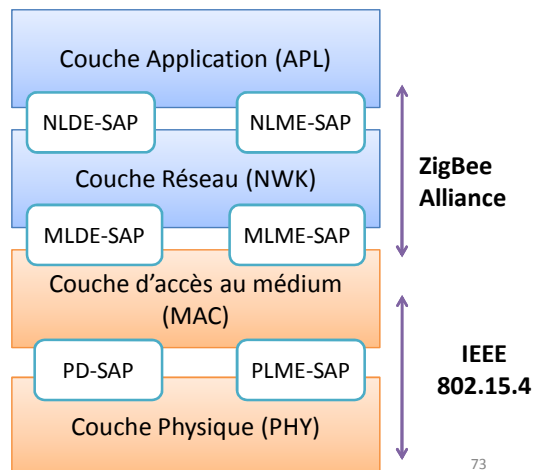 Couche Application (APL)
NLDE-SAP NLME-SAP
Couche Réseau (NWK)
ZigBee
Alliance
MLDE-SAP MLME-SAP
Couche d'accès au médium
(MAC)
PD-SAP PLME-SAP
IEEE
802.15.4
Couche Physique (PHY)
73